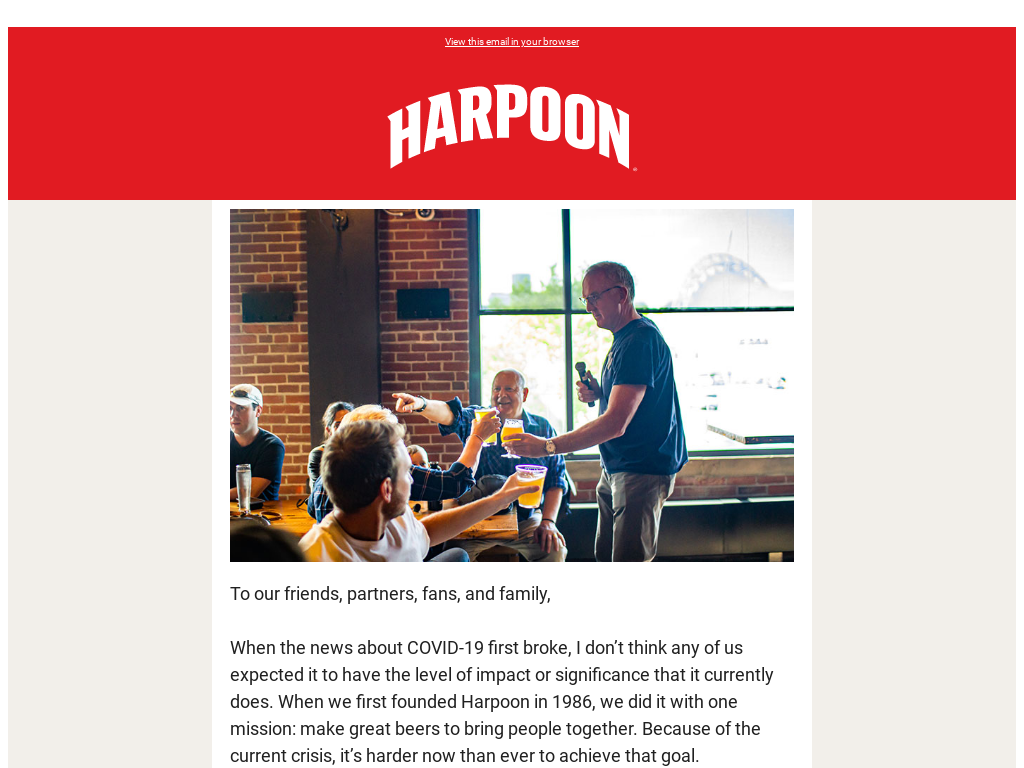 View this email in your browser
HARPOON
To our friends, partners, fans, and family,
When the news about COVID-19 first broke, I don’t think any of us
expected it to have the level of impact or significance that it currently
does. When we first founded Harpoon in 1986, we did it with one
mission: make great beers to bring people together. Because of the
current crisis, it’s harder now than ever to achieve that goal.